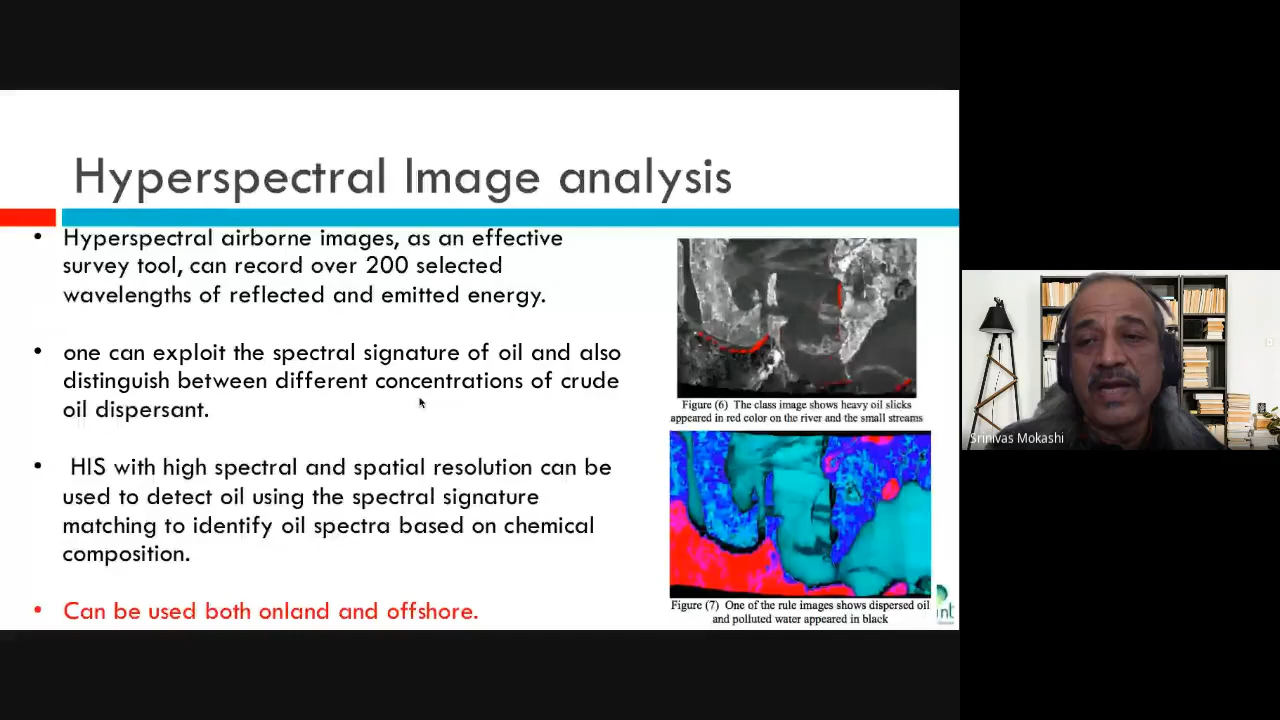 Hyperspectral Image analysis
• Hyperspectral airborne images, as an effective
survey tool, can record over 200 selected
wavelengths of reflected and emitted energy.
• one can exploit the spectral signature of oil and also
distinguish between different concentrations of crude
oil dispersant.
• HIS with high spectral and spatial resolution can be
used to detect oil using the spectral signature
matching to identify oil spectra based on chemical
composition.
• Can be used both onland and offshore.
Figure (6) The class image shows heavy oil slicks
appeared in red color on the river and the small streams
Figure (7) One of the rule images shows dispersed oil
and polluted water appeared in black
Srinivas Mokashi